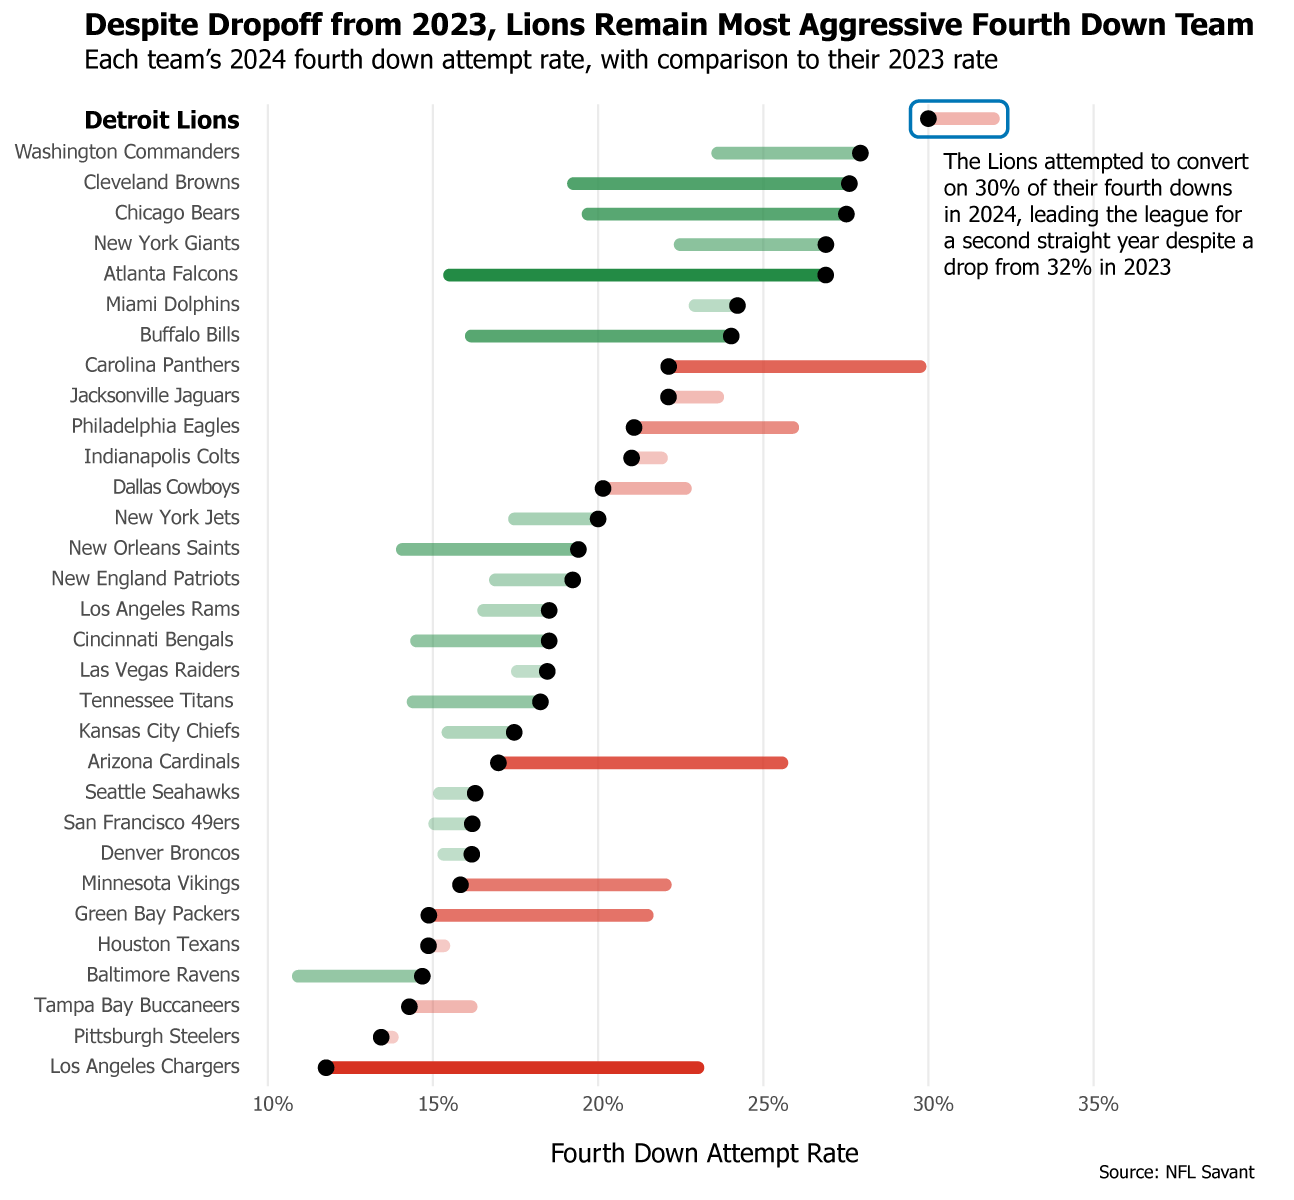 Despite Dropoff from 2023, Lions Remain Most Aggressive Fourth Down Team
Each team’s 2024 fourth down attempt rate, with comparison to their 2023 rate
Detroit Lions
Washington Commanders
Cleveland Browns
Chicago Bears
New York Giants
Atlanta Falcons
Miami Dolphins
Buffalo Bills
Carolina Panthers
Jacksonville Jaguars
Philadelphia Eagles
Indianapolis Colts
Dallas Cowboys
New York Jets
New Orleans Saints
New England Patriots
Los Angeles Rams
Cincinnati Bengals
Las Vegas Raiders
Tennessee Titans
Kansas City Chiefs
Arizona Cardinals
Seattle Seahawks
San Francisco 49ers
Denver Broncos
Minnesota Vikings
Green Bay Packers
Houston Texans
Baltimore Ravens
Tampa Bay Buccaneers
Pittsburgh Steelers
Los Angeles Chargers
The Lions attempted to convert
on 30% of their fourth downs
in 2024, leading the league for
a second straight year despite a
drop from 32% in 2023
10% 15% 20% 25% 30% 35%
Fourth Down Attempt Rate
Source: NFL Savant